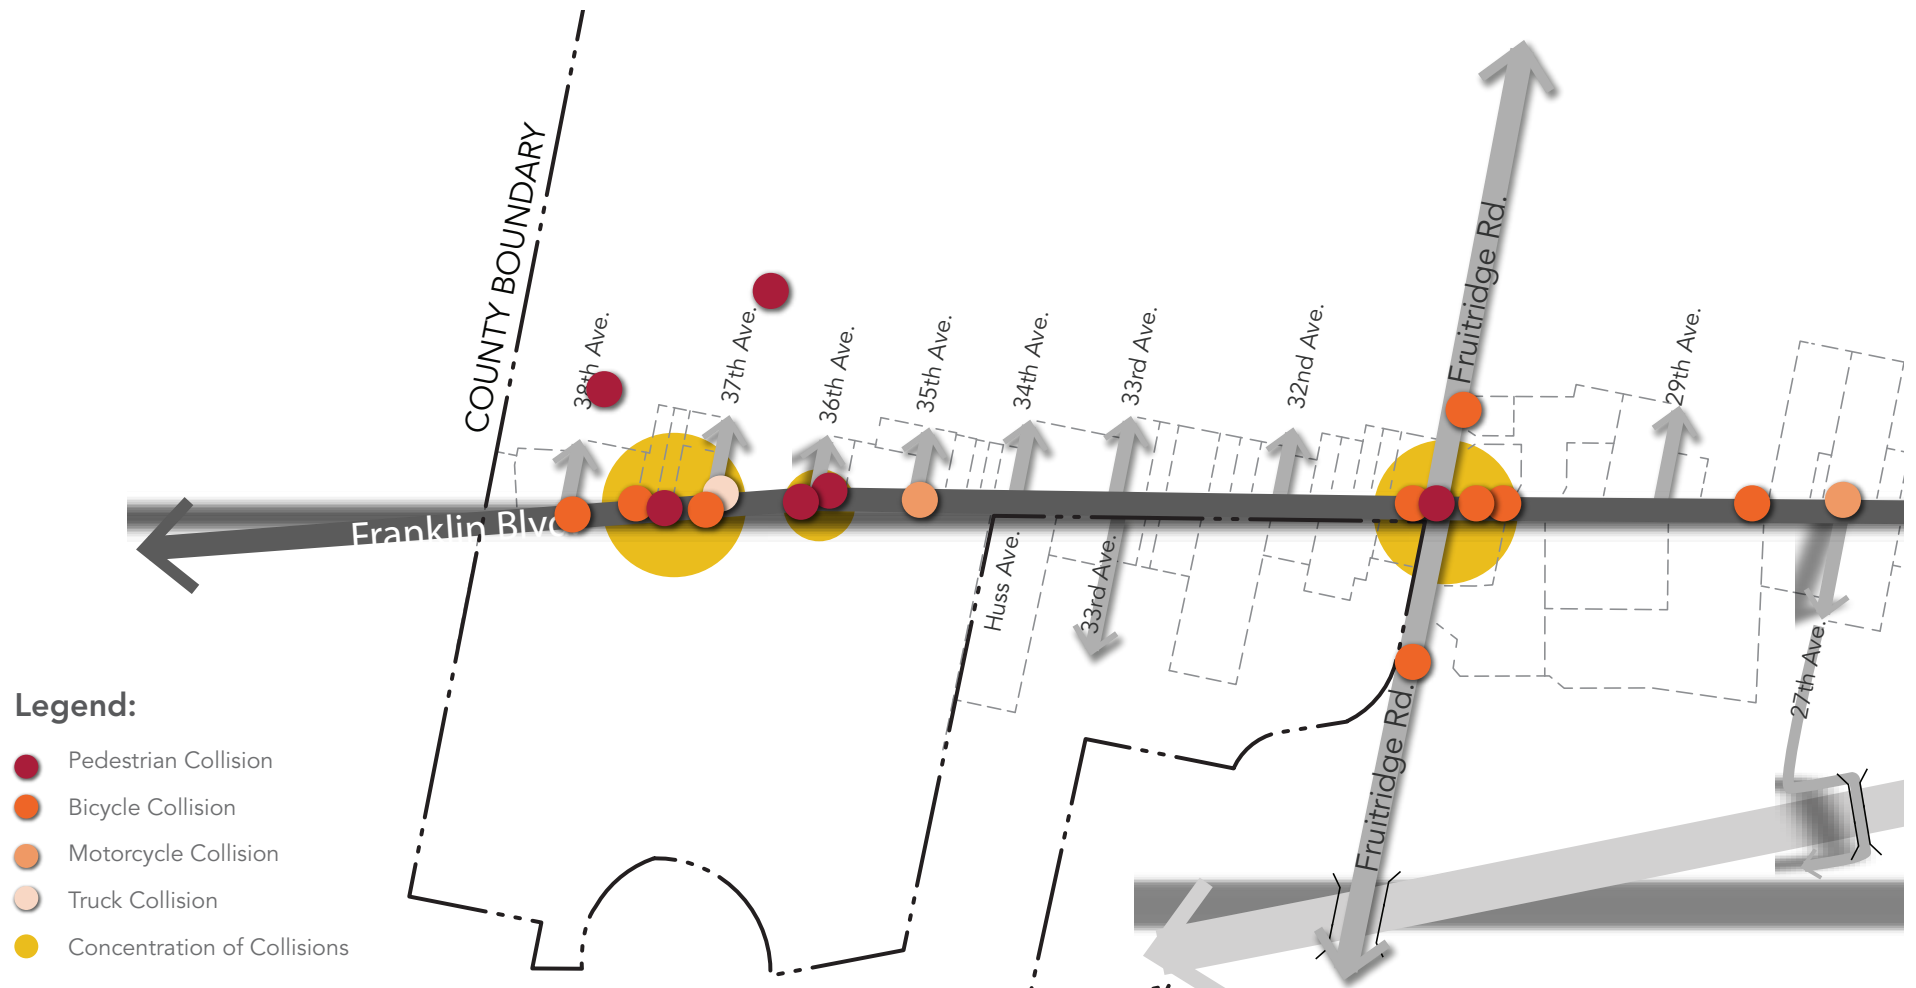 COUNTY BOUNDARY
38th Ave.
37th Ave.
36th Ave.
35th Ave.
34th Ave.
33rd Ave.
32nd Ave.
Fruitridge Rd.
29th Ave.
Franklin Blvd
Huss Ave.
33rd Ave.
Fruitridge Rd.
27th Ave.
Legend:
Pedestrian Collision
Bicycle Collision
Motorcycle Collision
Truck Collision
Concentration of Collisions